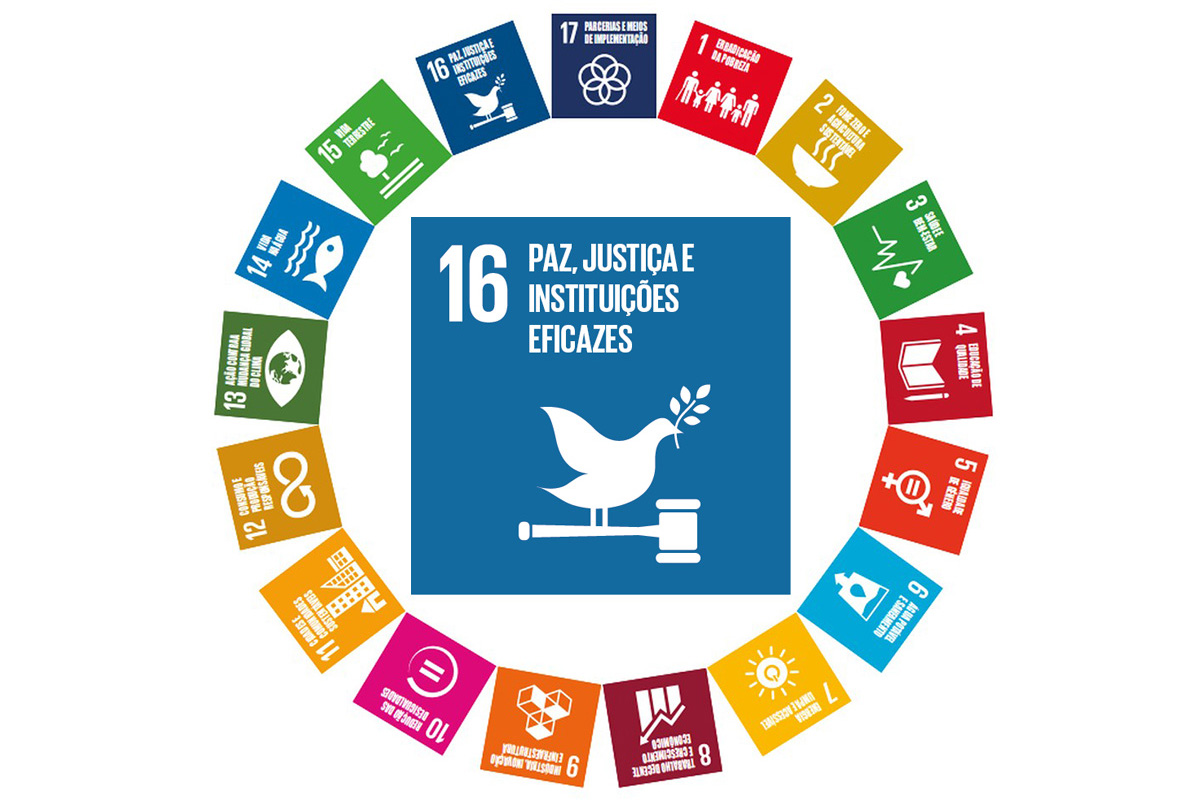 17
PARCERIAS E MEIOS
DE IMPLEMENTAÇÃO
1
ERRADICAÇÃO
DA POBREZA
2
FOME ZERO E
AGRICULTURA
SUSTENTÁVEL
3
SAÚDE E
BEM-ESTAR
4
EDUCAÇÃO DE
QUALIDADE
5
IGUALDADE
DE GÊNERO
6
ÁGUA POTÁVEL
E SANEAMENTO
7
ENERGIA
LIMPA E ACESSÍVEL
8
TRABALHO DECENTE
E CRESCIMENTO
ECONÔMICO
9
INDÚSTRIA, INOVAÇÃO
E INFRAESTRUTURA
10
REDUÇÃO DAS
DESIGUALDADES
11
CIDADES E
COMUNIDADES
SUSTENTÁVEIS
12
CONSUMO E
PRODUÇÃO
RESPONSÁVEIS
13
AÇÃO CONTRA A
MUDANÇA GLOBAL
DO CLIMA
14
VIDA
NA ÁGUA
15
VIDA
TERRESTRE
16
PAZ, JUSTIÇA E
INSTITUIÇÕES
EFICAZES
16
PAZ, JUSTIÇA E
INSTITUIÇÕES
EFICAZES